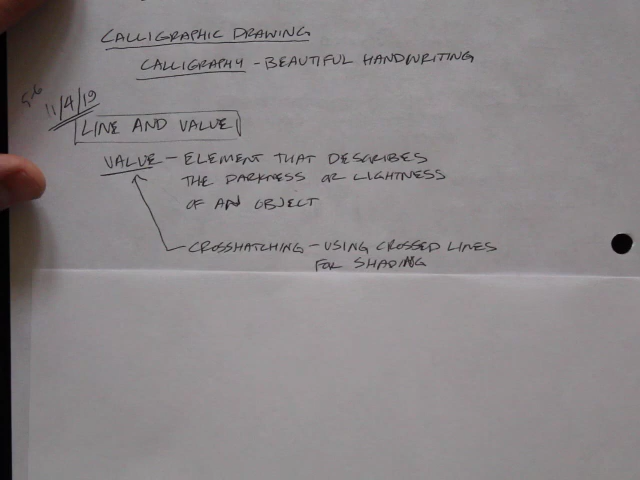 CALLIGRAPHIC DRAWING
CALLIGRAPHY - BEAUTIFUL HANDWRITING
11/4/19
LINE AND VALUE
VALUE - ELEMENT THAT DESCRIBES
THE DARKNESS OR LIGHTNESS
OF AN OBJECT
CROSSHATCHING - USING CROSSED LINES
FOR SHADING